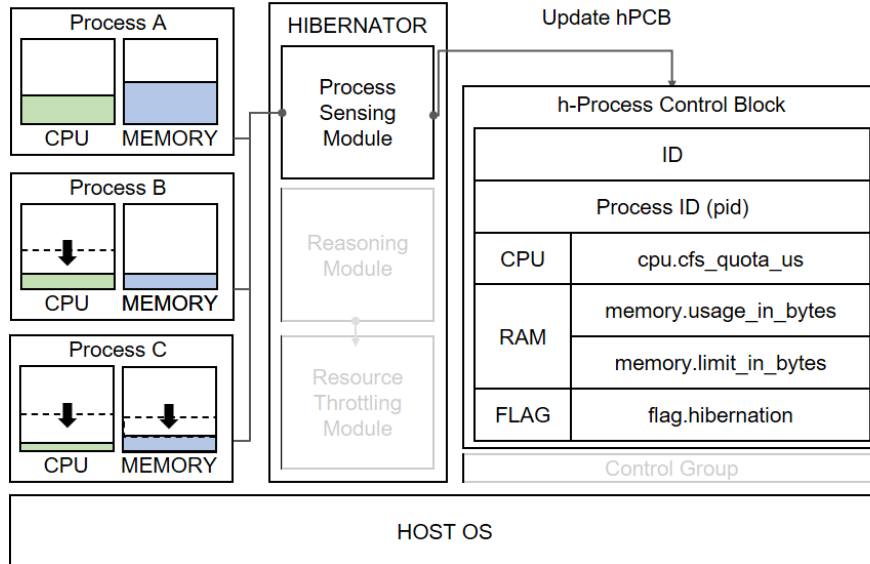 Process A
CPU
MEMORY
Process B
CPU
MEMORY
Process C
CPU
MEMORY
HIBERNATOR
Process
Sensing
Module
Reasoning
Module
Resource
Throttling
Module
Update hPCB
h-Process Control Block
ID
Process ID (pid)
CPU
cpu.cfs_quota_us
RAM
memory.usage_in_bytes
memory.limit_in_bytes
FLAG
flag.hibernation
Control Group
HOST OS